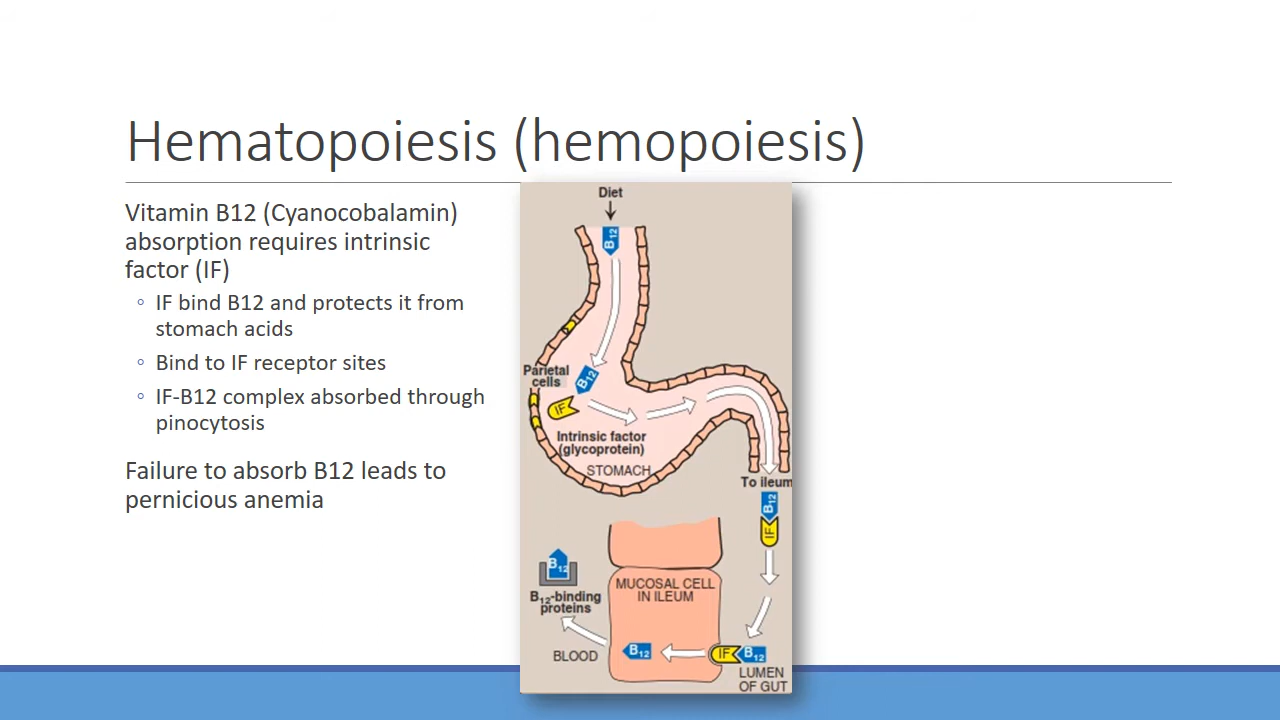 Hematopoiesis (hemopoiesis)
Vitamin B12 (Cyanocobalamin)
absorption requires intrinsic
factor (IF)
◦ IF bind B12 and protects it from
stomach acids
◦ Bind to IF receptor sites
◦ IF-B12 complex absorbed through
pinocytosis
Failure to absorb B12 leads to
pernicious anemia
Diet
B12
Parietal
cells
B12
IF
Intrinsic factor
(glycoprotein)
STOMACH
To ileum
B12
IF
MUCOSAL CELL
IN ILEUM
B12
B12-binding
proteins
BLOOD
B12
IF
B12
LUMEN
OF GUT